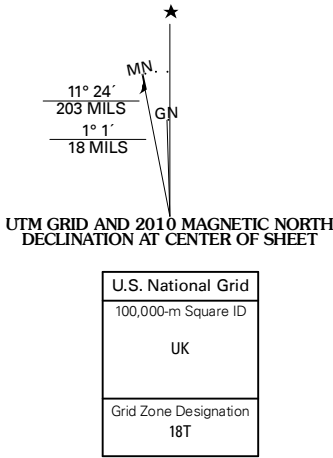 ★
MN
11° 24´
203 MILS
GN
1° 1´
18 MILS
UTM GRID AND 2010 MAGNETIC NORTH
DECLINATION AT CENTER OF SHEET
U.S. National Grid
100,000-m Square ID
UK
Grid Zone Designation
18T